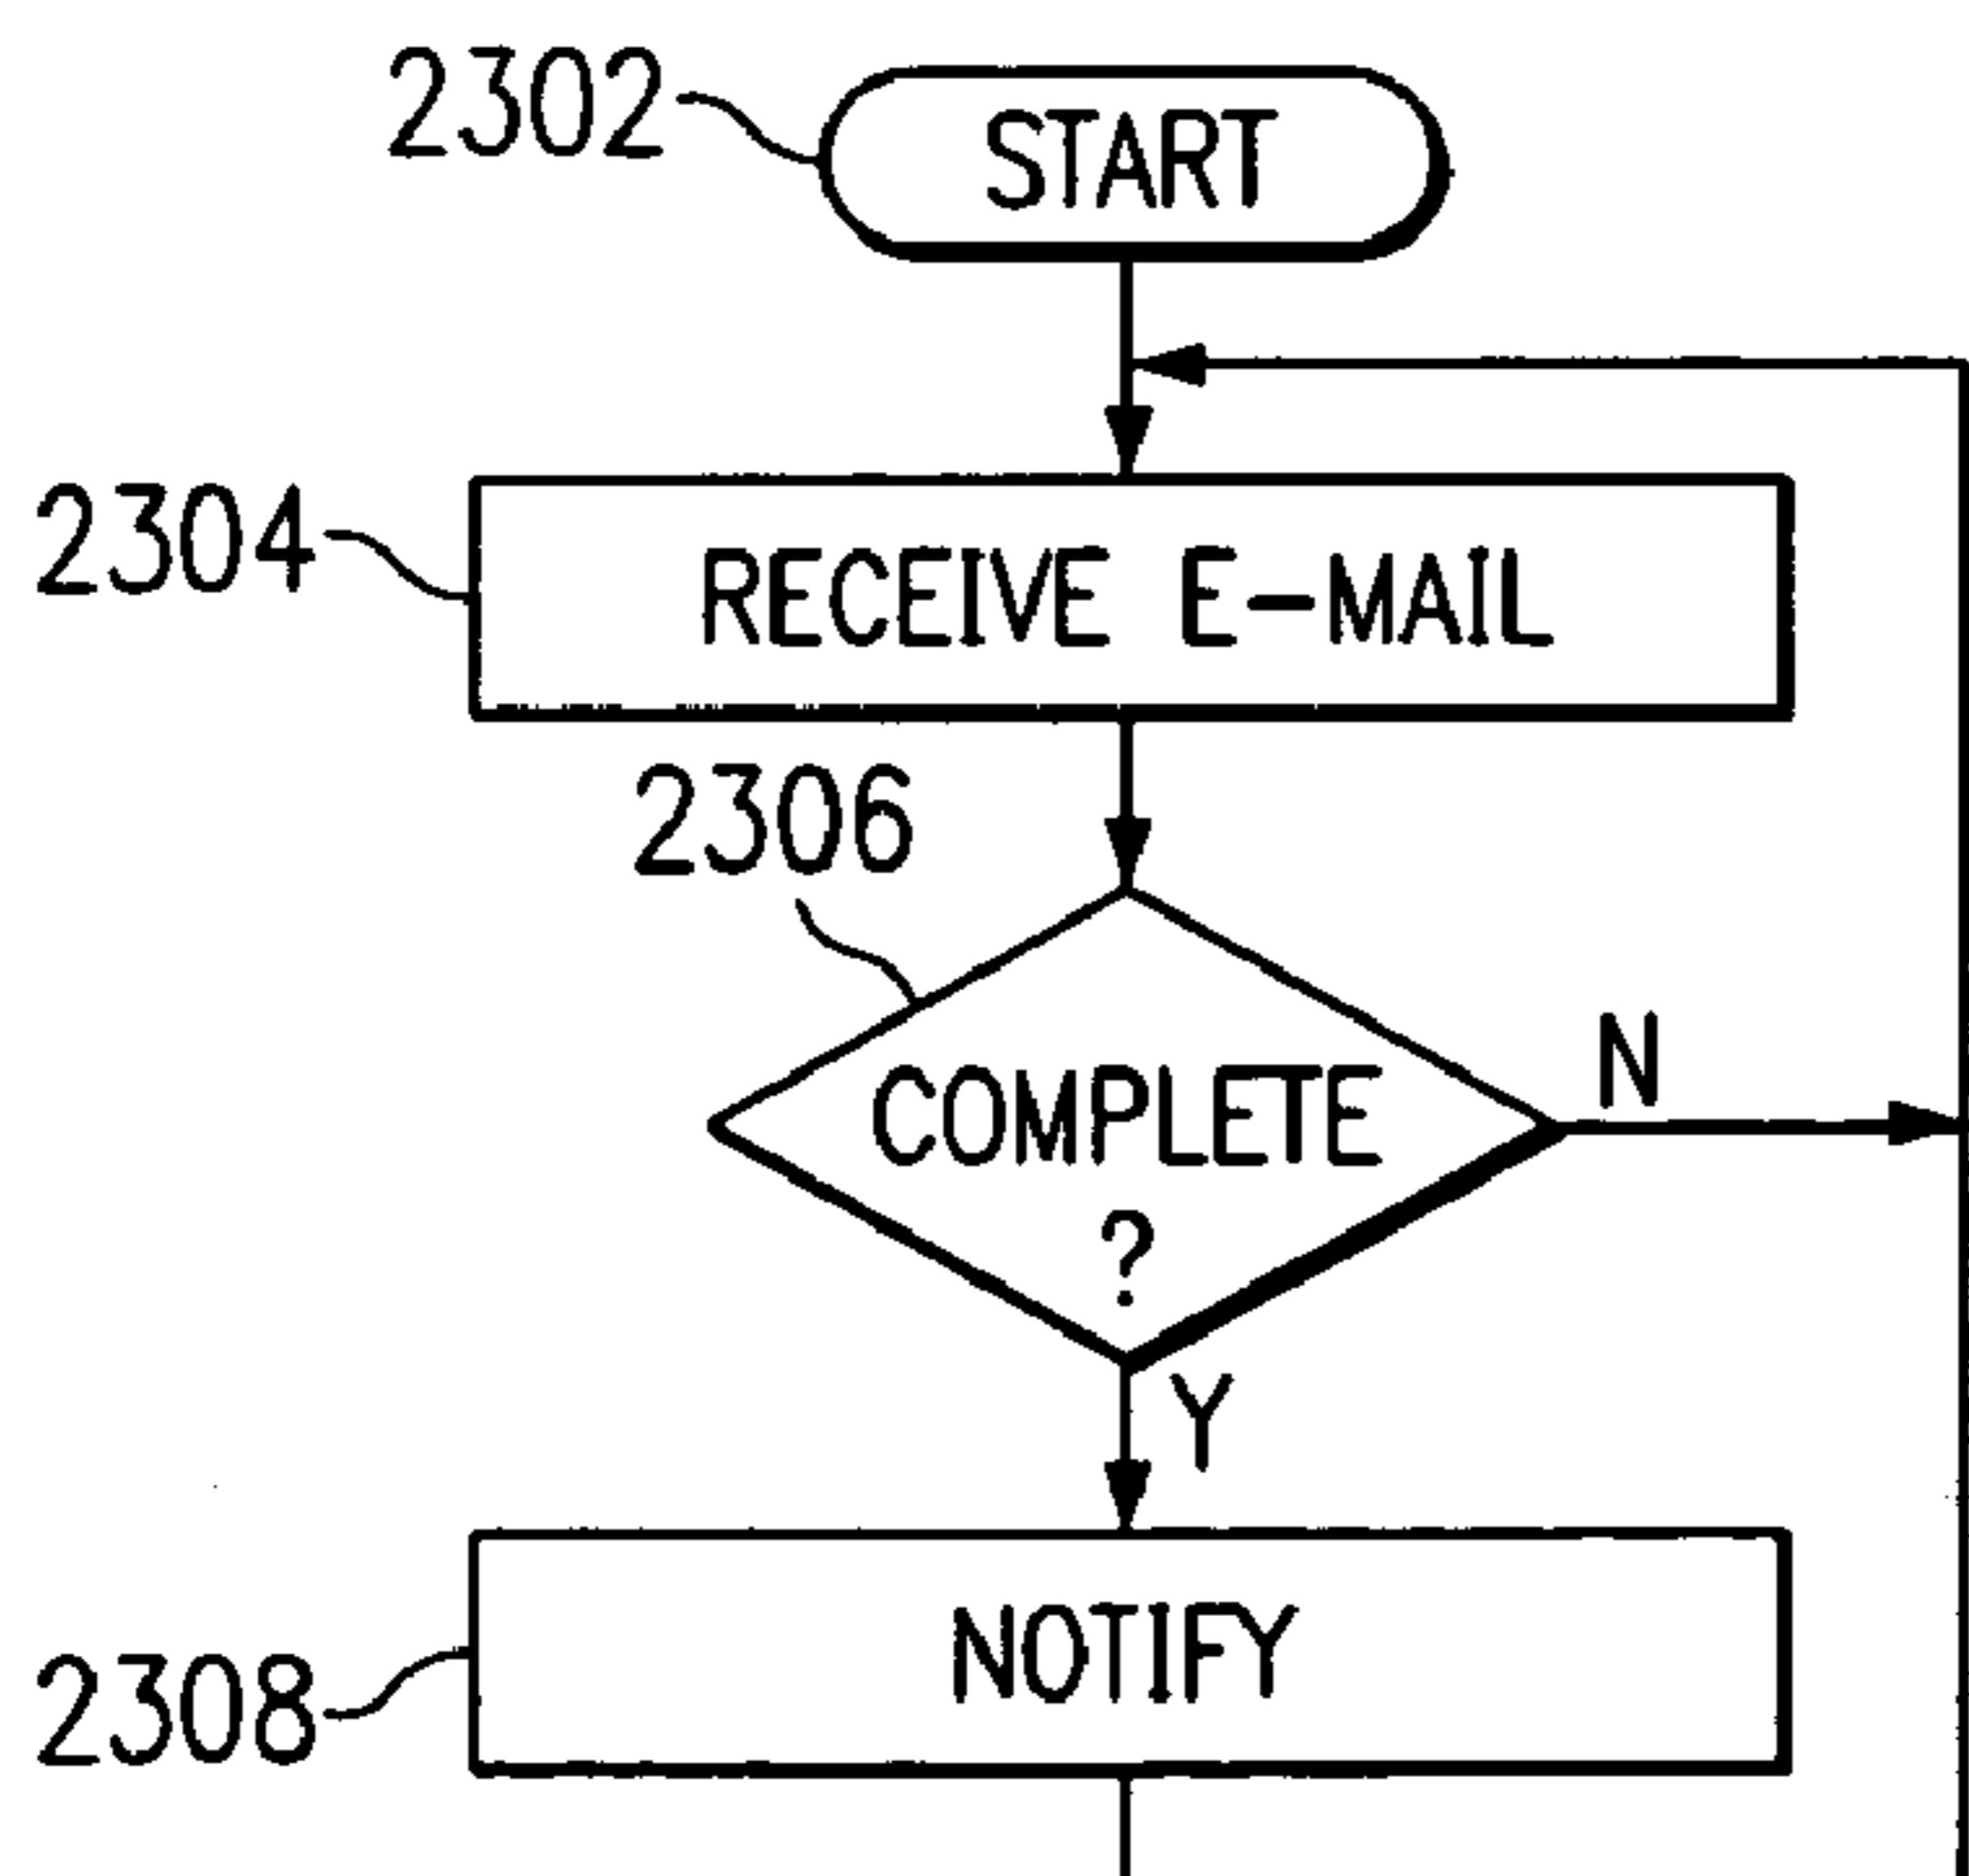 2302
START
2304
RECEIVE E-MAIL
2306
COMPLETE
?
N
Y
2308
NOTIFY